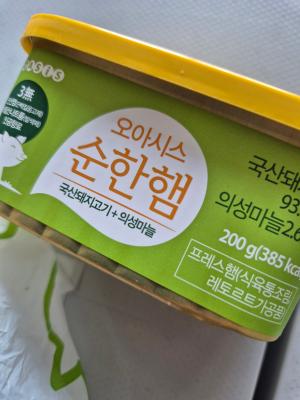 OASIS
3無
오아시스
순한햄
국산돼지고기 + 의성마늘
국산돼
93.
의성마늘2.
200 g(385 k
프레스햄(식육통조림
레토르트가공품